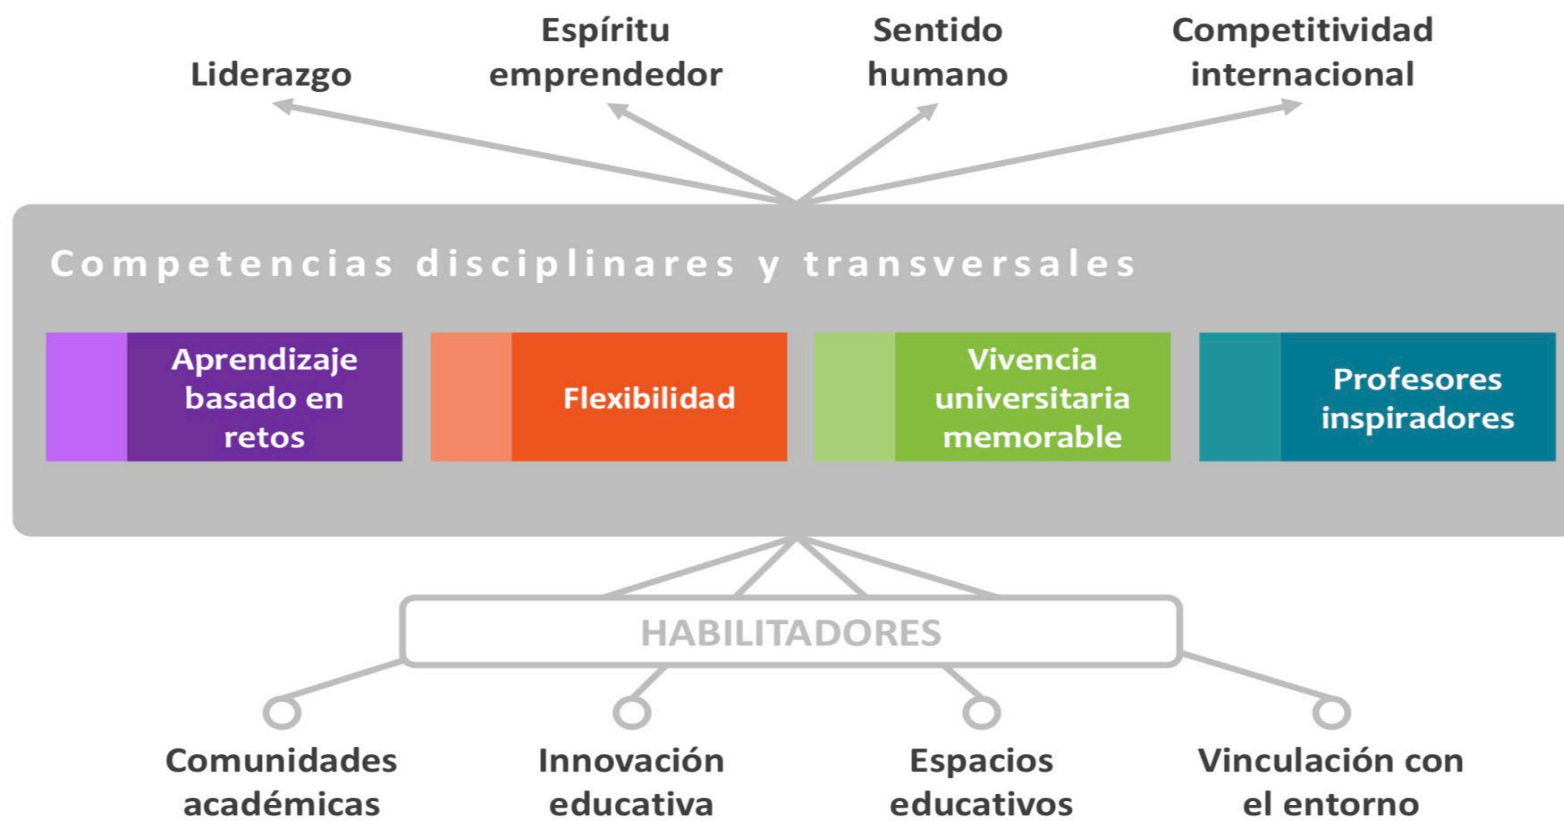 Liderazgo
Espíritu
emprendedor
Sentido
humano
Competitividad
internacional
Competencias disciplinares y transversales
Aprendizaje
basado en
retos
Flexibilidad
Vivencia
universitaria
memorable
Profesores
inspiradores
HABILITADORES
Comunidades
académicas
Innovación
educativa
Espacios
educativos
Vinculación con
el entorno